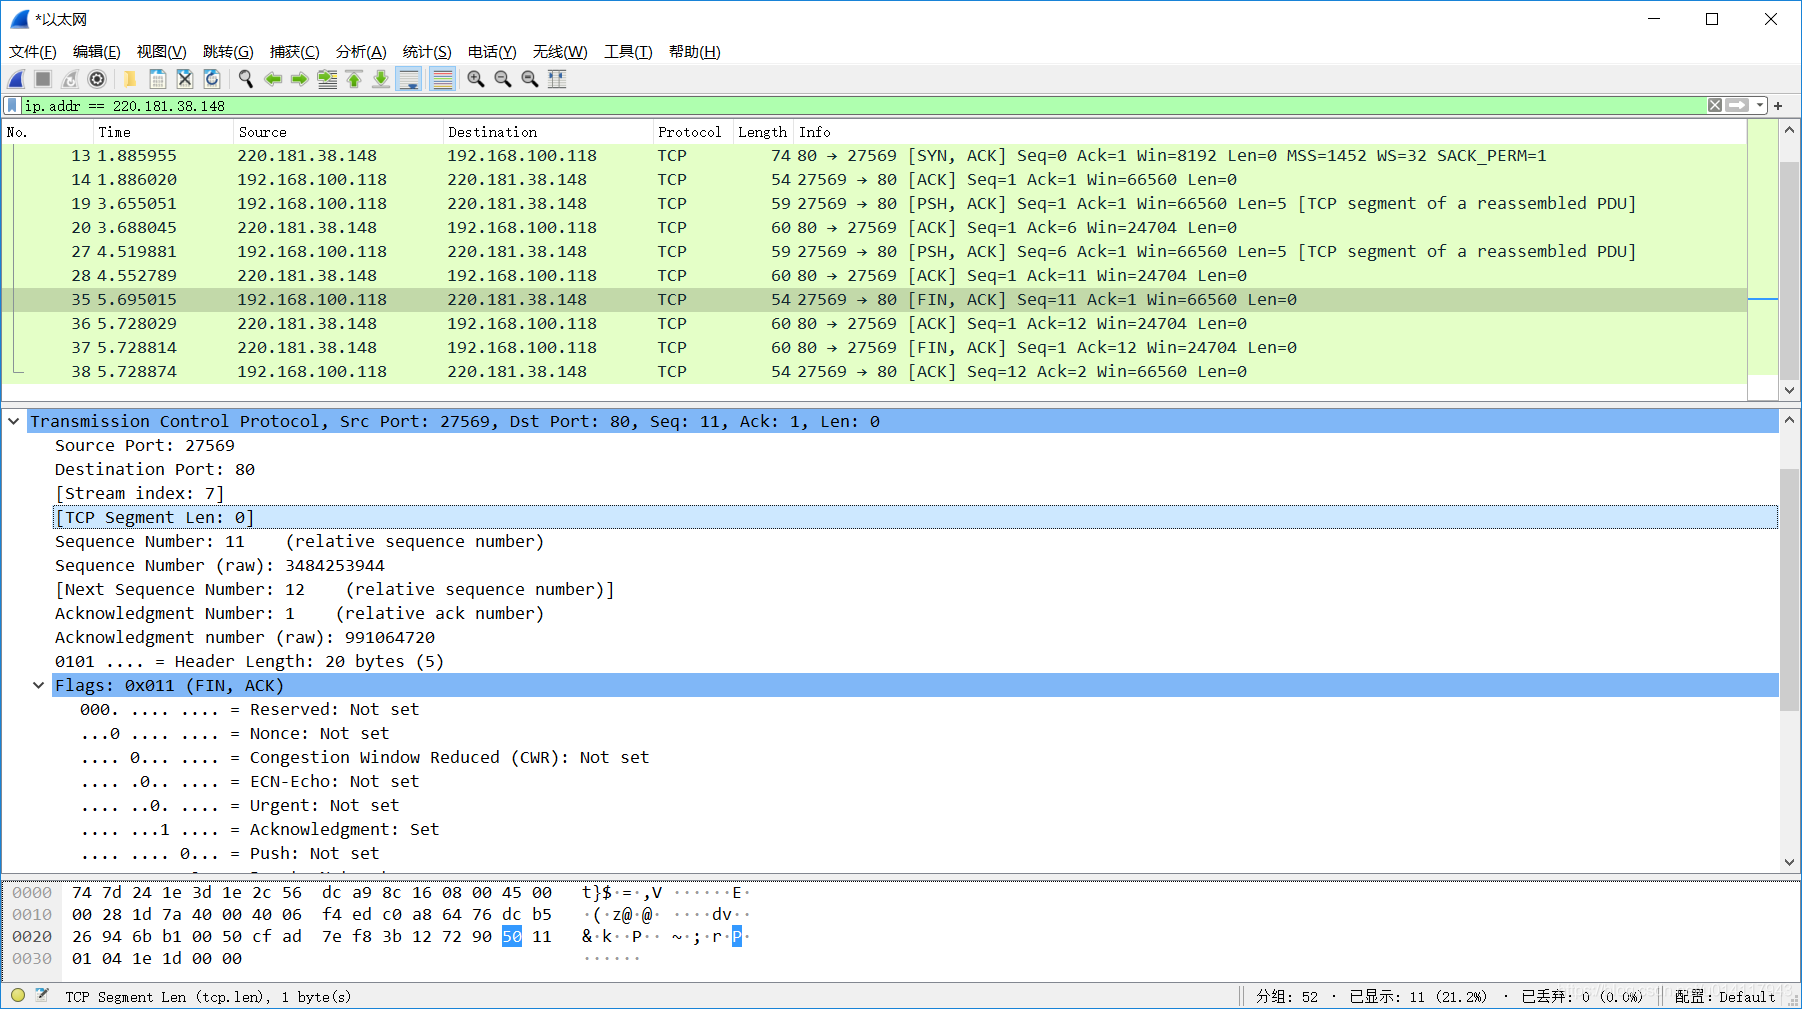 *以太网
文件(F) 编辑(E) 视图(V) 跳转(G) 捕获(C) 分析(A) 统计(S) 电话(Y) 无线(W) 工具(T) 帮助(H)
ip.addr == 220.181.38.148
No. Time Source Destination Protocol Length Info
13 1.885955 220.181.38.148 192.168.100.118 TCP 74 80 → 27569 [SYN, ACK] Seq=0 Ack=1 Win=8192 Len=0 MSS=1452 WS=32 SACK_PERM=1
14 1.886020 192.168.100.118 220.181.38.148 TCP 54 27569 → 80 [ACK] Seq=1 Ack=1 Win=66560 Len=0
19 3.655051 192.168.100.118 220.181.38.148 TCP 59 27569 → 80 [PSH, ACK] Seq=1 Ack=1 Win=66560 Len=5 [TCP segment of a reassembled PDU]
20 3.688045 220.181.38.148 192.168.100.118 TCP 60 80 → 27569 [ACK] Seq=1 Ack=6 Win=24704 Len=0
27 4.519881 192.168.100.118 220.181.38.148 TCP 59 27569 → 80 [PSH, ACK] Seq=6 Ack=1 Win=66560 Len=5 [TCP segment of a reassembled PDU]
28 4.552789 220.181.38.148 192.168.100.118 TCP 60 80 → 27569 [ACK] Seq=1 Ack=11 Win=24704 Len=0
35 5.695015 192.168.100.118 220.181.38.148 TCP 54 27569 → 80 [FIN, ACK] Seq=11 Ack=1 Win=66560 Len=0
36 5.728029 220.181.38.148 192.168.100.118 TCP 60 80 → 27569 [ACK] Seq=1 Ack=12 Win=24704 Len=0
37 5.728814 220.181.38.148 192.168.100.118 TCP 60 80 → 27569 [FIN, ACK] Seq=1 Ack=12 Win=24704 Len=0
38 5.728874 192.168.100.118 220.181.38.148 TCP 54 27569 → 80 [ACK] Seq=12 Ack=2 Win=66560 Len=0
Transmission Control Protocol, Src Port: 27569, Dst Port: 80, Seq: 11, Ack: 1, Len: 0
Source Port: 27569
Destination Port: 80
[Stream index: 7]
[TCP Segment Len: 0]
Sequence Number: 11 (relative sequence number)
Sequence Number (raw): 3484253944
[Next Sequence Number: 12 (relative sequence number)]
Acknowledgment Number: 1 (relative ack number)
Acknowledgment number (raw): 991064720
0101 .... = Header Length: 20 bytes (5)
Flags: 0x011 (FIN, ACK)
000. .... .... = Reserved: Not set
...0 .... .... = Nonce: Not set
.... 0... .... = Congestion Window Reduced (CWR): Not set
.... .0.. .... = ECN-Echo: Not set
.... ..0. .... = Urgent: Not set
.... ...1 .... = Acknowledgment: Set
.... .... 0... = Push: Not set
0000 74 7d 24 1e 3d 1e 2c 56 dc a9 8c 16 08 00 45 00 t}$·=·,V ······E·
0010 00 28 1d 7a 40 00 40 06 f4 ed c0 a8 64 76 dc b5 ·(·z@·@· ····dv··
0020 26 94 6b b1 00 50 cf ad 7e f8 3b 12 72 90 50 11 &·k··P·· ~·;·r·P·
0030 01 04 1e 1d 00 00 ······
TCP Segment Len (tcp.len), 1 byte(s) 分组: 52 · 已显示: 11 (21.2%) · 已丢弃: 0 (0.0%) 配置: Default